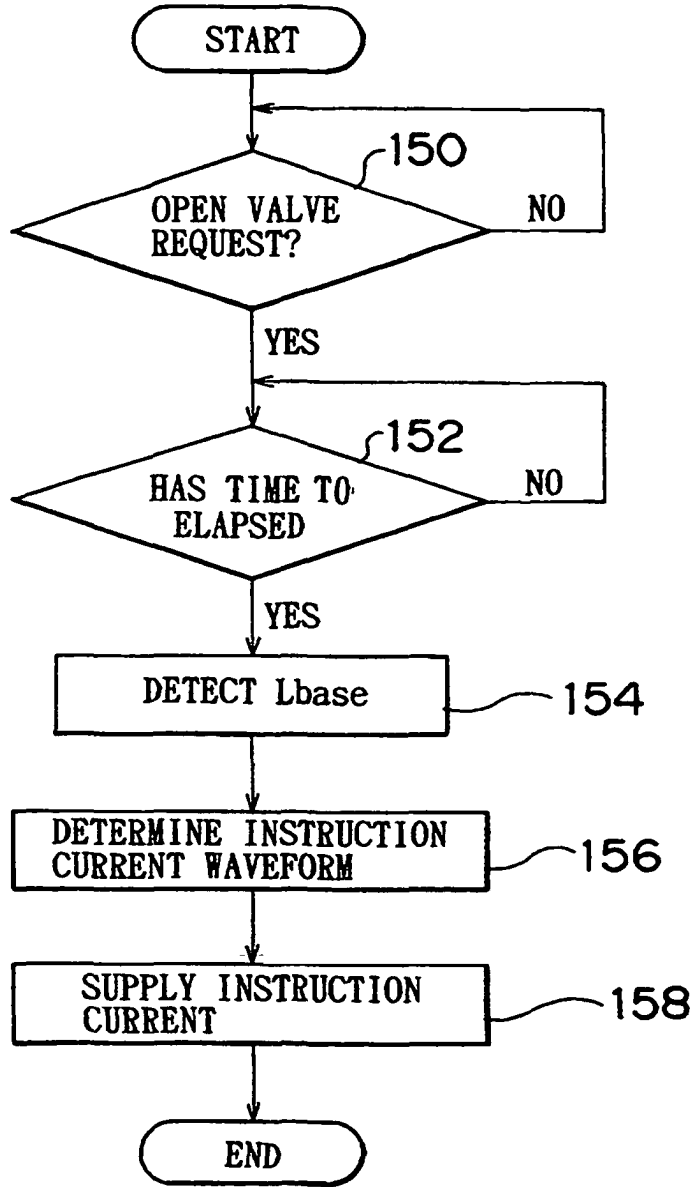 START
150
OPEN VALVE
REQUEST?
NO
YES
152
HAS TIME TO
ELAPSED
NO
YES
DETECT Lbase
154
DETERMINE INSTRUCTION
CURRENT WAVEFORM
156
SUPPLY INSTRUCTION
CURRENT
158
END